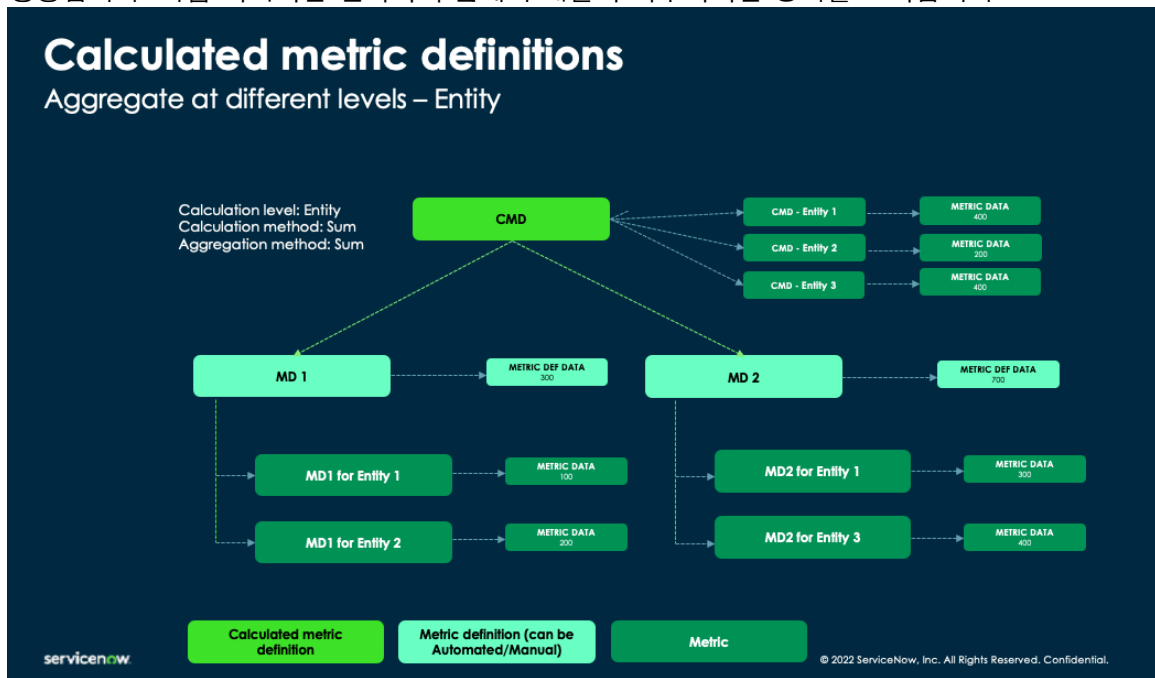 Calculated metric definitions
Aggregate at different levels – Entity
Calculation level: Entity
Calculation method: Sum
Aggregation method: Sum
CMD
CMD - Entity 1
METRIC DATA
400
CMD - Entity 2
METRIC DATA
200
CMD - Entity 3
METRIC DATA
400
MD 1
METRIC DEF DATA
300
MD 2
METRIC DEF DATA
700
MD1 for Entity 1
METRIC DATA
100
MD2 for Entity 1
METRIC DATA
300
MD1 for Entity 2
METRIC DATA
200
MD2 for Entity 3
METRIC DATA
400
Calculated metric
definition
Metric definition (can be
Automated/Manual)
Metric
servicenow.
© 2022 ServiceNow, Inc. All Rights Reserved. Confidential.